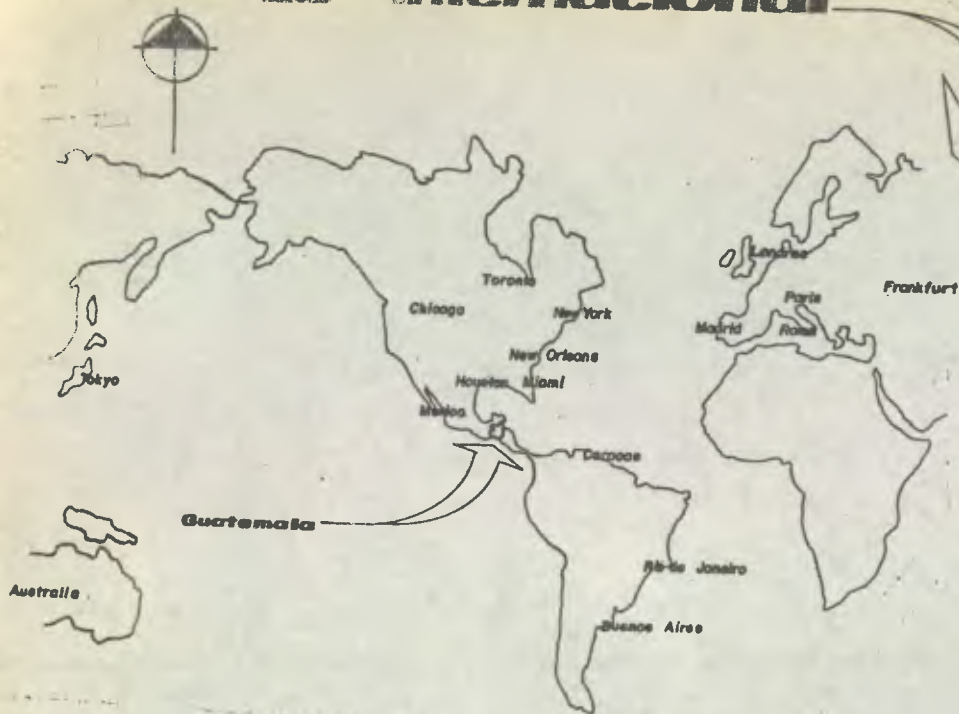 internacional
Toronto
Chicago
New York
New Orleans
Houston
Miami
Mexico
Caracas
Guatemala
Rio de Janeiro
Buenos Aires
Londres
Frankfurt
Paris
Madrid
Roma
Tokyo
Australia